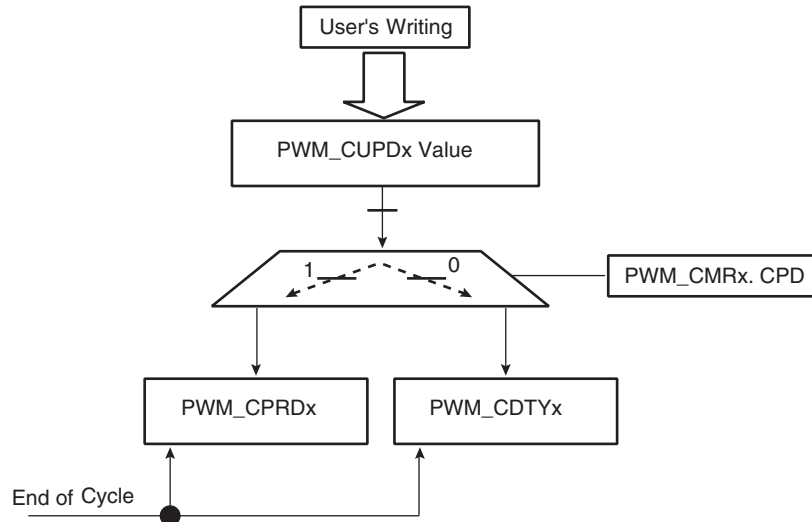 User's Writing
PWM_CUPDx Value
1
0
PWM_CMRx. CPD
PWM_CPRDx
PWM_CDTYx
End of Cycle